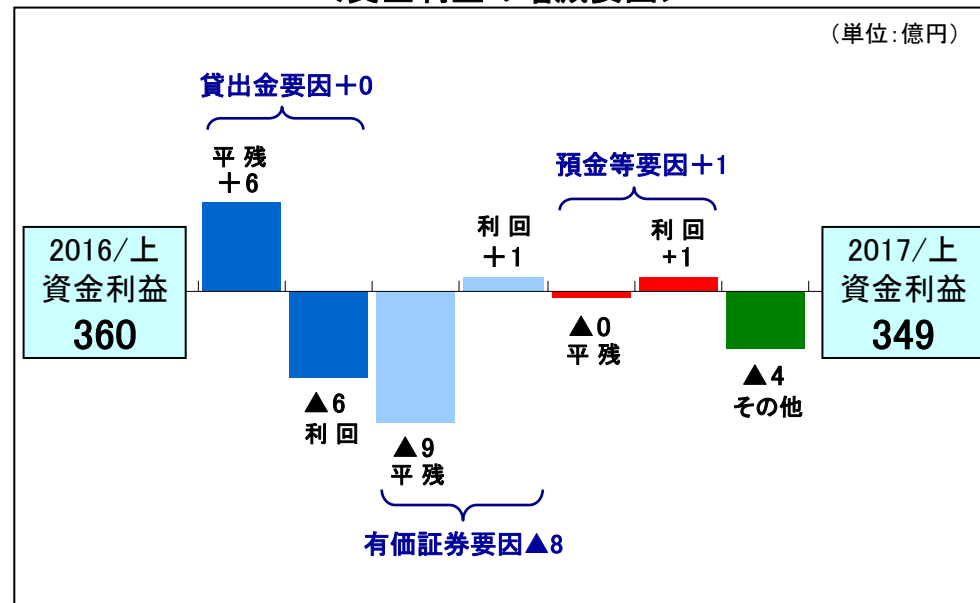 (単位:億円)
貸出金要因+0
平 残
+6
預金等要因+1
利 回
+1
利 回
+1
2016/上
資金利益
360
2017/上
資金利益
349
▲0
平 残
▲6
利 回
▲4
その他
▲9
平 残
有価証券要因▲8